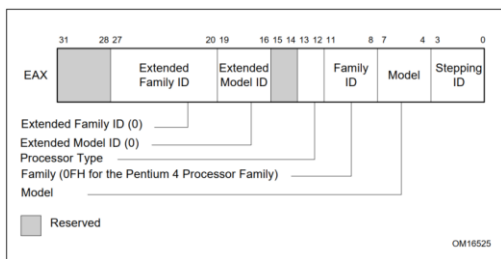 31 28 27 20 19 16 15 14 13 12 11 8 7 4 3 0
EAX
Extended Family ID
Extended Model ID
Family ID
Model
Stepping ID
Extended Family ID (0)
Extended Model ID (0)
Processor Type
Family (0FH for the Pentium 4 Processor Family)
Model
Reserved
OM16525